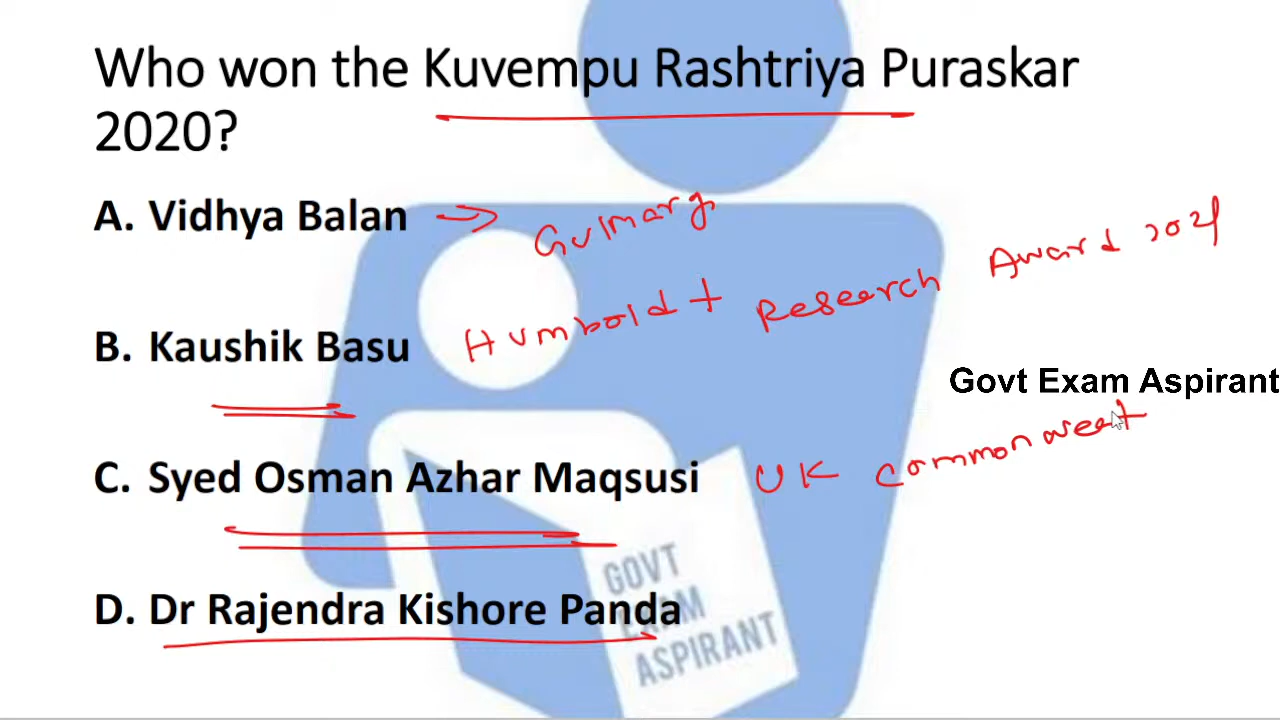 Who won the Kuvempu Rashtriya Puraskar
2020?
A. Vidhya Balan → Gulmarg
B. Kaushik Basu Humboldt Research Award 2021
Govt Exam Aspirant
C. Syed Osman Azhar Maqsusi UK commonwealt
D. Dr Rajendra Kishore Panda
GOVT
EXAM
ASPIRANT